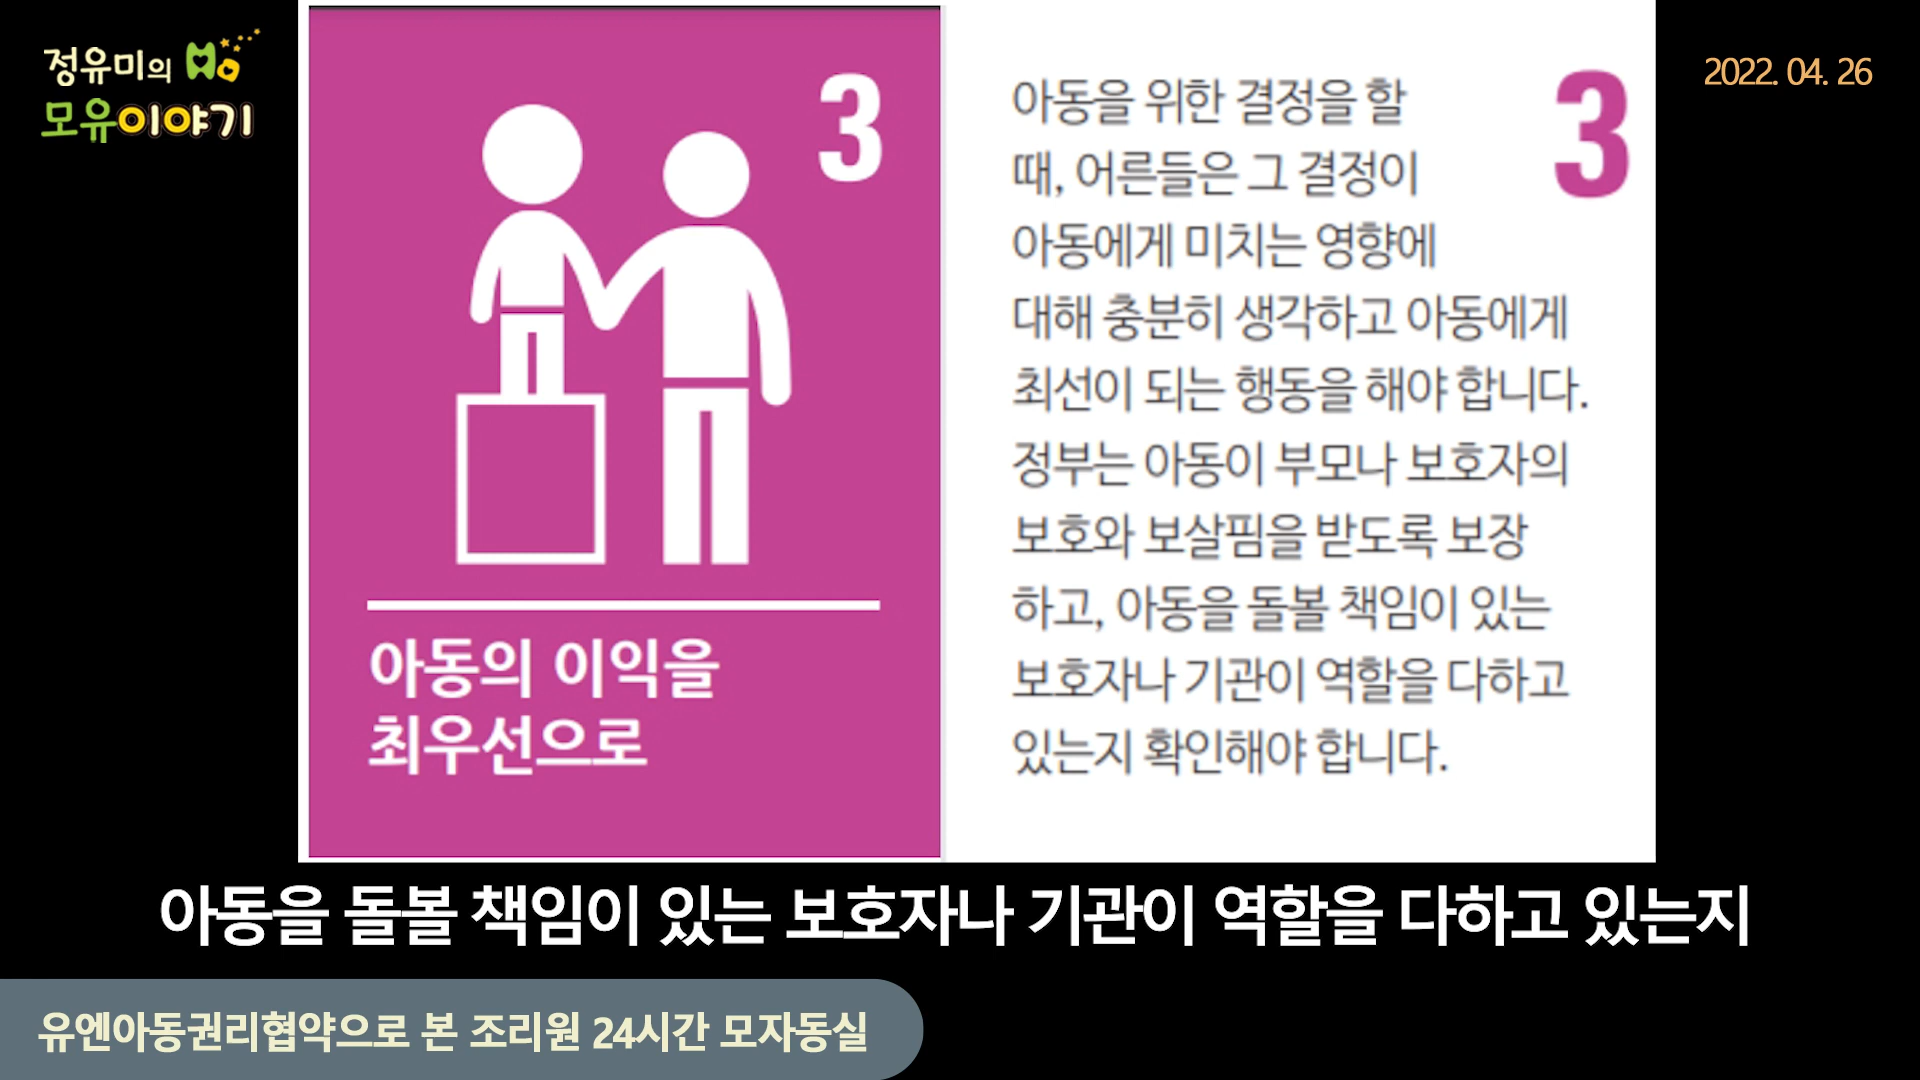 정유미의
모유이야기
2022. 04. 26
3
아동의 이익을
최우선으로
3
아동을 위한 결정을 할
때, 어른들은 그 결정이
아동에게 미치는 영향에
대해 충분히 생각하고 아동에게
최선이 되는 행동을 해야 합니다.
정부는 아동이 부모나 보호자의
보호와 보살핌을 받도록 보장
하고, 아동을 돌볼 책임이 있는
보호자나 기관이 역할을 다하고
있는지 확인해야 합니다.
아동을 돌볼 책임이 있는 보호자나 기관이 역할을 다하고 있는지
유엔아동권리협약으로 본 조리원 24시간 모자동실